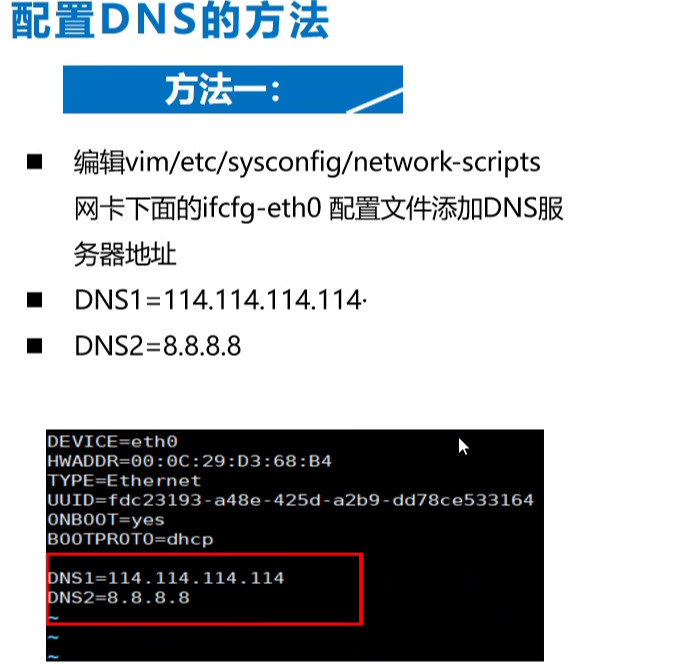 配置DNS的方法
方法一：
■ 编辑vim/etc/sysconfig/network-scripts
网卡下面的ifcfg-eth0 配置文件添加DNS服
务器地址
■ DNS1=114.114.114.114·
■ DNS2=8.8.8.8
DEVICE=eth0
HWADDR=00:0C:29:D3:68:B4
TYPE=Ethernet
UUID=fdc23193-a48e-425d-a2b9-dd78ce533164
ONBOOT=yes
BOOTPROTO=dhcp
DNS1=114.114.114.114
DNS2=8.8.8.8
~
~
~